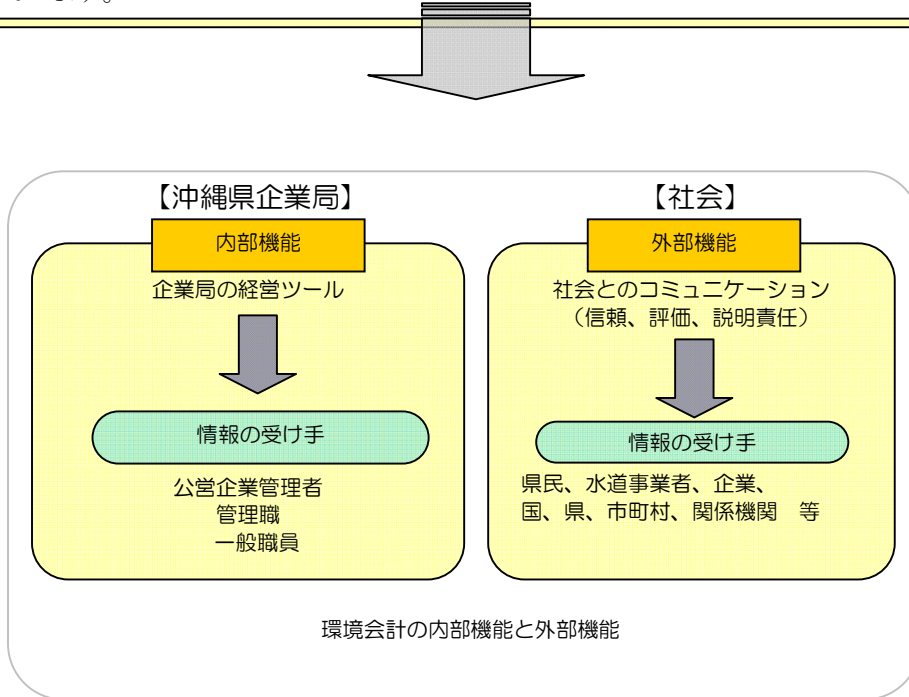 【沖縄県企業局】
内部機能
企業局の経営ツール
情報の受け手
公営企業管理者
管理職
一般職員
【社会】
外部機能
社会とのコミュニケーション
（信頼、評価、説明責任）
情報の受け手
県民、水道事業者、企業、
国、県、市町村、関係機関　等
環境会計の内部機能と外部機能